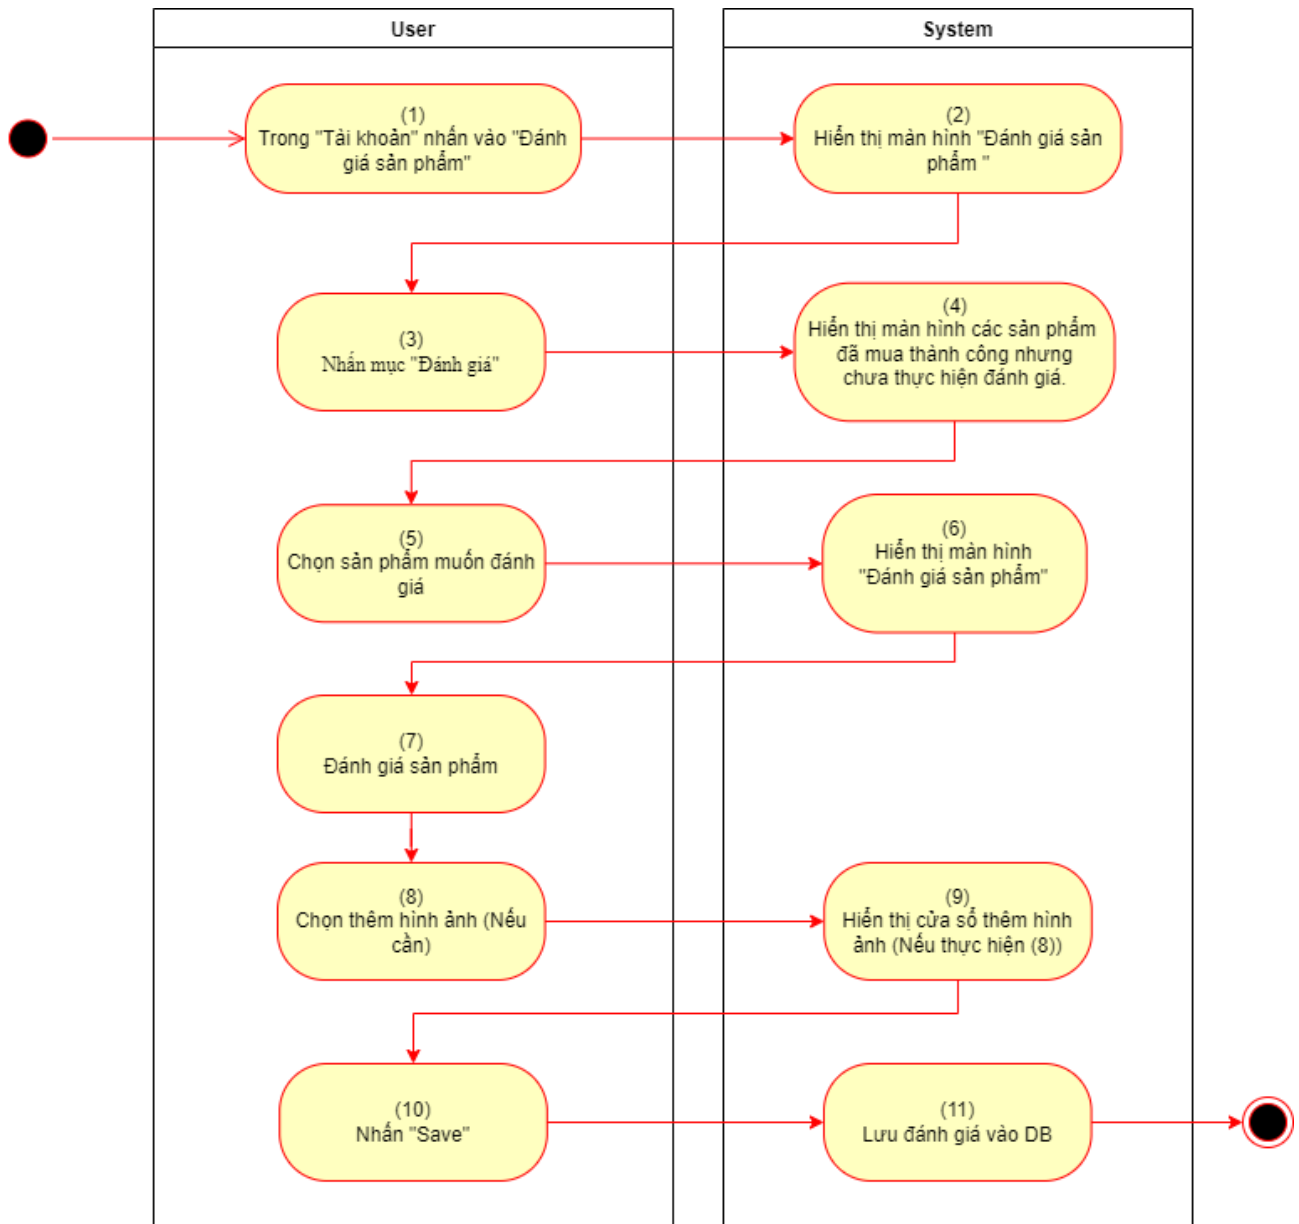 User
System
(1)
Trong "Tài khoản" nhấn vào "Đánh
giá sản phẩm"
(2)
Hiển thị màn hình "Đánh giá sản
phẩm "
(3)
Nhấn mục "Đánh giá"
(4)
Hiển thị màn hình các sản phẩm
đã mua thành công nhưng
chưa thực hiện đánh giá.
(5)
Chọn sản phẩm muốn đánh
giá
(6)
Hiển thị màn hình
"Đánh giá sản phẩm"
(7)
Đánh giá sản phẩm
(8)
Chọn thêm hình ảnh (Nếu
cần)
(9)
Hiển thị cửa sổ thêm hình
ảnh (Nếu thực hiện (8))
(10)
Nhấn "Save"
(11)
Lưu đánh giá vào DB